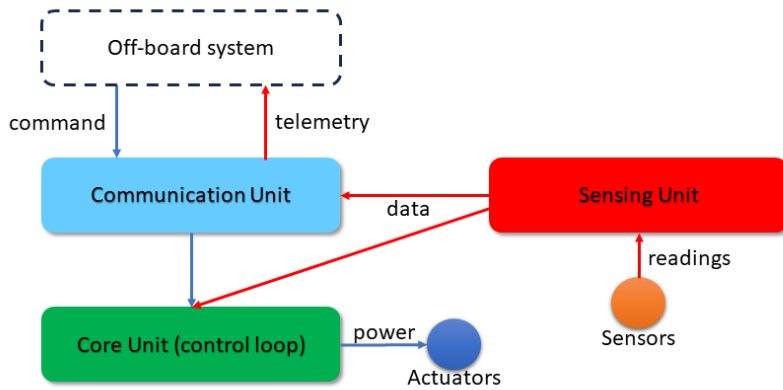 Off-board system
command
telemetry
Communication Unit
Sensing Unit
data
readings
Core Unit (control loop)
power
Sensors
Actuators